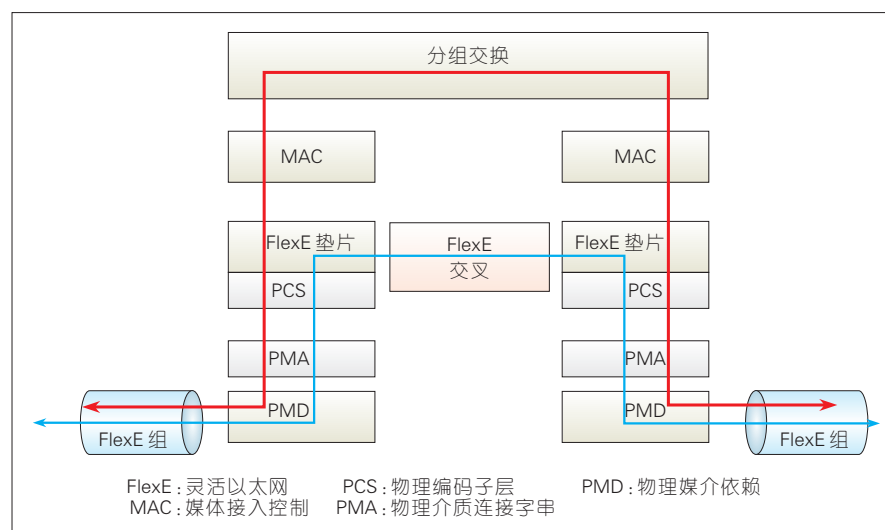 分组交换
MAC MAC
FlexE 垫片 FlexE FlexE 垫片
交叉
PCS PCS
PMA PMA
PMD PMD
FlexE 组 FlexE 组
FlexE:灵活以太网 PCS:物理编码子层 PMD:物理媒介依赖
MAC:媒体接入控制 PMA:物理介质连接字串